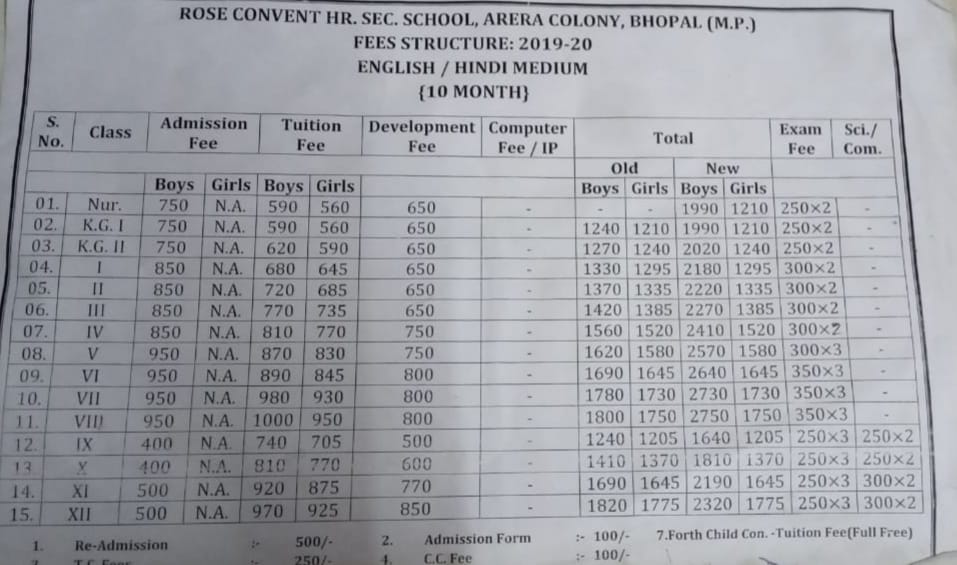 ROSE CONVENT HR. SEC. SCHOOL, ARERA COLONY, BHOPAL (M.P.)
FEES STRUCTURE: 2019-20
ENGLISH / HINDI MEDIUM
{10 MONTH}
S. No. Class Admission Fee Tuition Fee Development Fee Computer Fee / IP Total Exam Fee Sci./ Com.
Old New
Boys Girls Boys Girls Boys Girls Boys Girls
01. Nur. 750 N.A. 590 560 650 - - - 1990 1210 250×2 -
02. K.G. I 750 N.A. 590 560 650 - 1240 1210 1990 1210 250×2 -
03. K.G. II 750 N.A. 620 590 650 - 1270 1240 2020 1240 250×2 -
04. I 850 N.A. 680 645 650 - 1330 1295 2180 1295 300×2 -
05. II 850 N.A. 720 685 650 - 1370 1335 2220 1335 300×2 -
06. III 850 N.A. 770 735 650 - 1420 1385 2270 1385 300×2 -
07. IV 850 N.A. 810 770 750 - 1560 1520 2410 1520 300×2 -
08. V 950 N.A. 870 830 750 - 1620 1580 2570 1580 300×3 -
09. VI 950 N.A. 890 845 800 - 1690 1645 2640 1645 350×3 -
10. VII 950 N.A. 980 930 800 - 1780 1730 2730 1730 350×3 -
11. VIII 950 N.A. 1000 950 800 - 1800 1750 2750 1750 350×3 -
12. IX 400 N.A. 740 705 500 - 1240 1205 1640 1205 250×3 250×2
13 X 400 N.A. 810 770 600 - 1410 1370 1810 1370 250×3 250×2
14. XI 500 N.A. 920 875 770 - 1690 1645 2190 1645 250×3 300×2
15. XII 500 N.A. 970 925 850 - 1820 1775 2320 1775 250×3 300×2
1. Re-Admission :- 500/- 2. Admission Form :- 100/- 7.Forth Child Con. -Tuition Fee(Full Free)
250/- 4. C.C. Fee :- 100/-